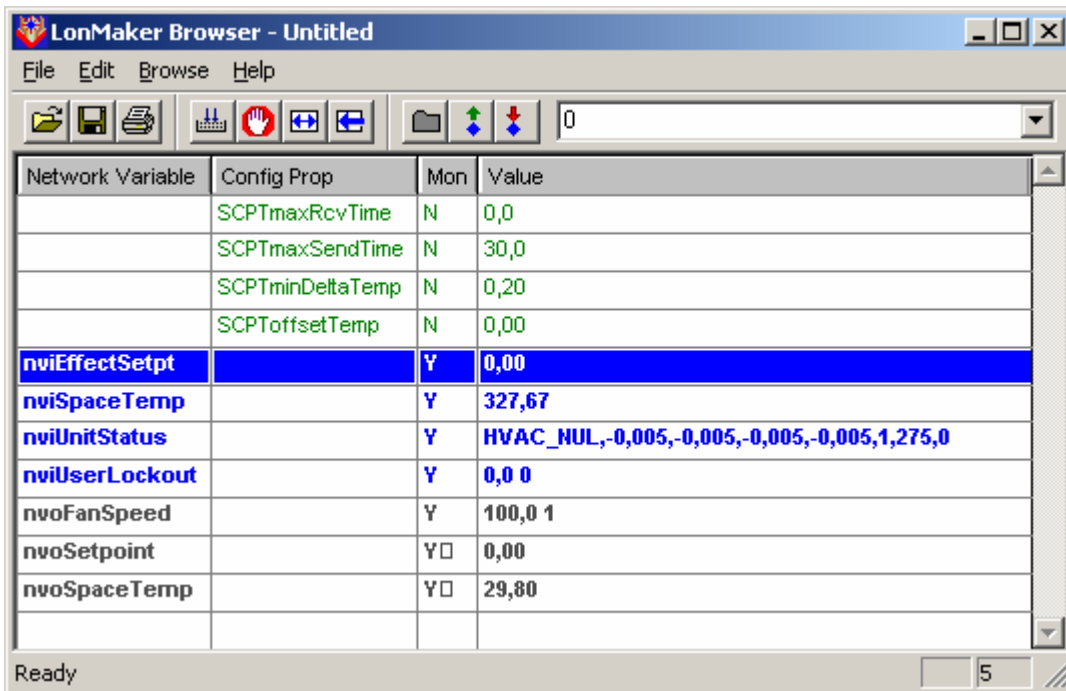 LonMaker Browser - Untitled
File Edit Browse Help
0
Network Variable Config Prop Mon Value
SCPTmaxRcvTime N 0,0
SCPTmaxSendTime N 30,0
SCPTminDeltaTemp N 0,20
SCPToffsetTemp N 0,00
nviEffectSetpt Y 0,00
nviSpaceTemp Y 327,67
nviUnitStatus Y HVAC_NUL,-0,005,-0,005,-0,005,-0,005,1,275,0
nviUserLockout Y 0,0 0
nvoFanSpeed Y 100,0 1
nvoSetpoint Y□ 0,00
nvoSpaceTemp Y□ 29,80
Ready 5